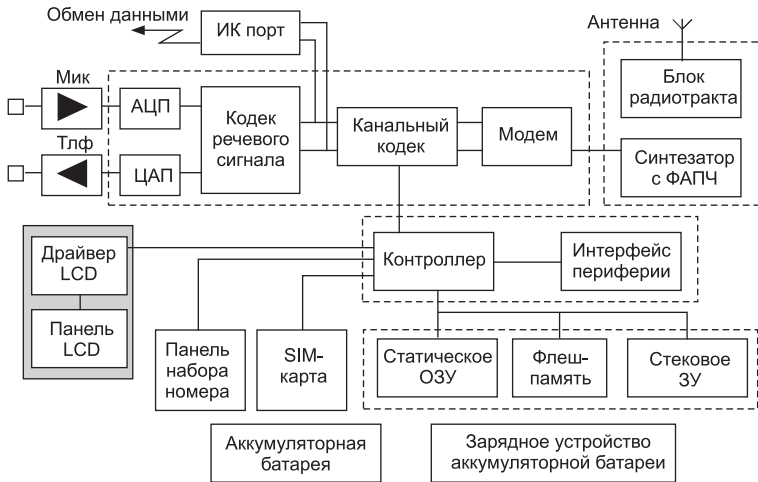 Обмен данными
ИК порт
Антенна
Мик
АЦП
Кодек
речевого
сигнала
Канальный
кодек
Модем
Блок
радиотракта
Тлф
ЦАП
Синтезатор
с ФАПЧ
Драйвер
LCD
Контроллер
Интерфейс
периферии
Панель
LCD
Панель
набора
номера
SIM-
карта
Статическое
ОЗУ
Флеш-
память
Стековое
ЗУ
Аккумуляторная
батарея
Зарядное устройство
аккумуляторной батареи